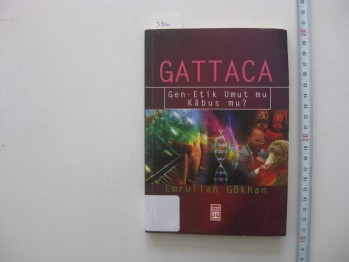 GATTACA
Gen-Etik Umut mu
Kâbus mu?
Emrullah Gökhan